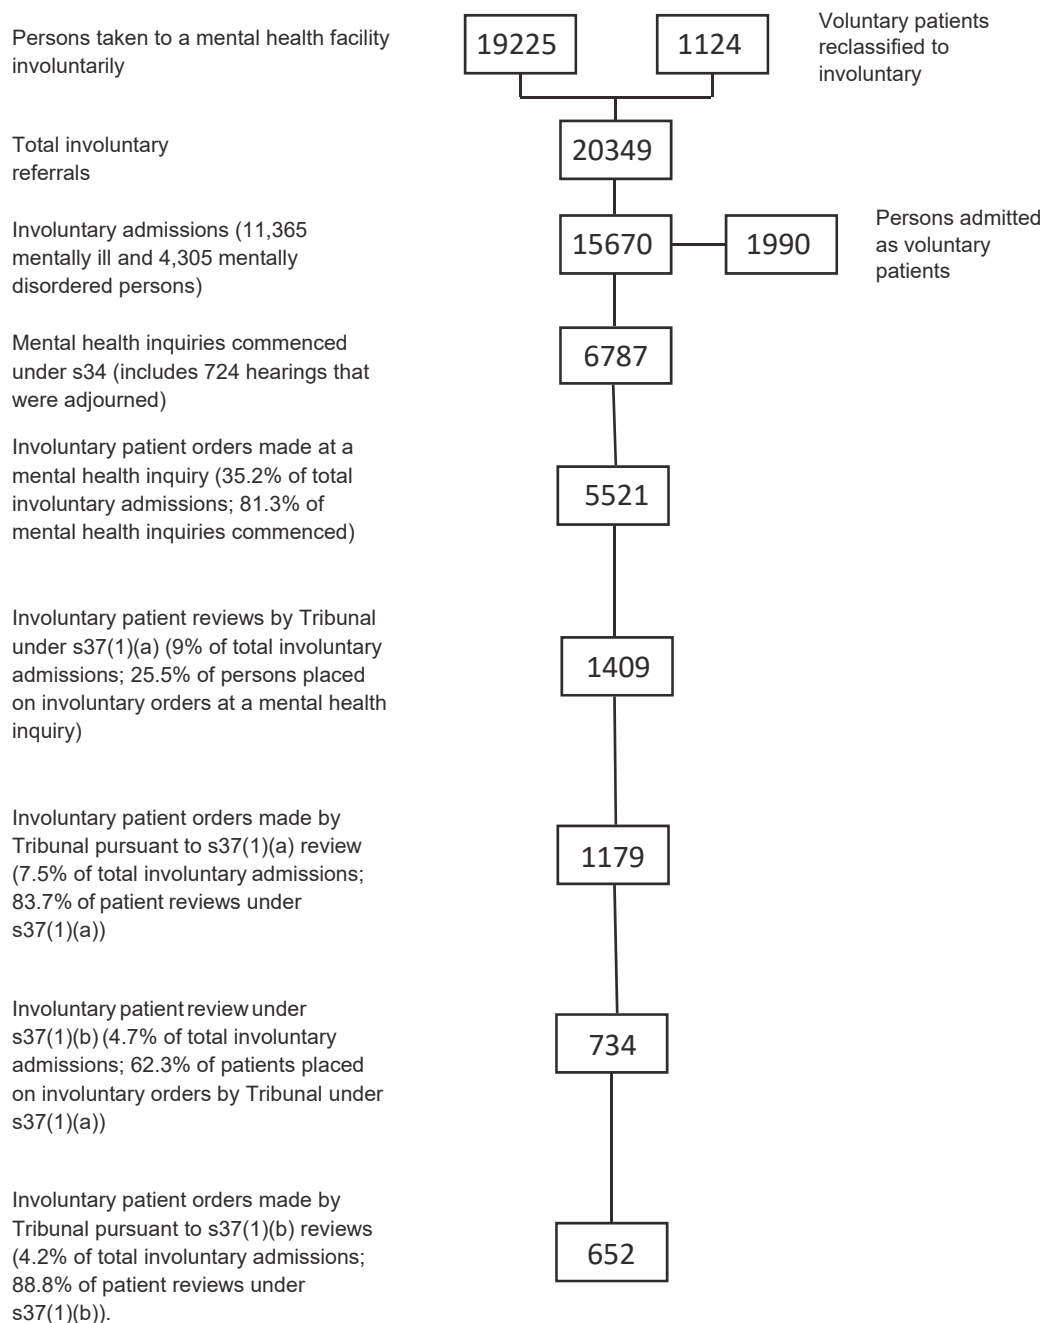 Persons taken to a mental health facility
involuntarily
19225
1124
Voluntary patients
reclassified to
involuntary
Total involuntary
referrals
20349
Involuntary admissions (11,365
mentally ill and 4,305 mentally
disordered persons)
15670
1990
Persons admitted
as voluntary
patients
Mental health inquiries commenced
under s34 (includes 724 hearings that
were adjourned)
6787
Involuntary patient orders made at a
mental health inquiry (35.2% of total
involuntary admissions; 81.3% of
mental health inquiries commenced)
5521
Involuntary patient reviews by Tribunal
under s37(1)(a) (9% of total involuntary
admissions; 25.5% of persons placed
on involuntary orders at a mental health
inquiry)
1409
Involuntary patient orders made by
Tribunal pursuant to s37(1)(a) review
(7.5% of total involuntary admissions;
83.7% of patient reviews under
s37(1)(a))
1179
Involuntary patient review under
s37(1)(b) (4.7% of total involuntary
admissions; 62.3% of patients placed
on involuntary orders by Tribunal under
s37(1)(a))
734
Involuntary patient orders made by
Tribunal pursuant to s37(1)(b) reviews
(4.2% of total involuntary admissions;
88.8% of patient reviews under
s37(1)(b)).
652